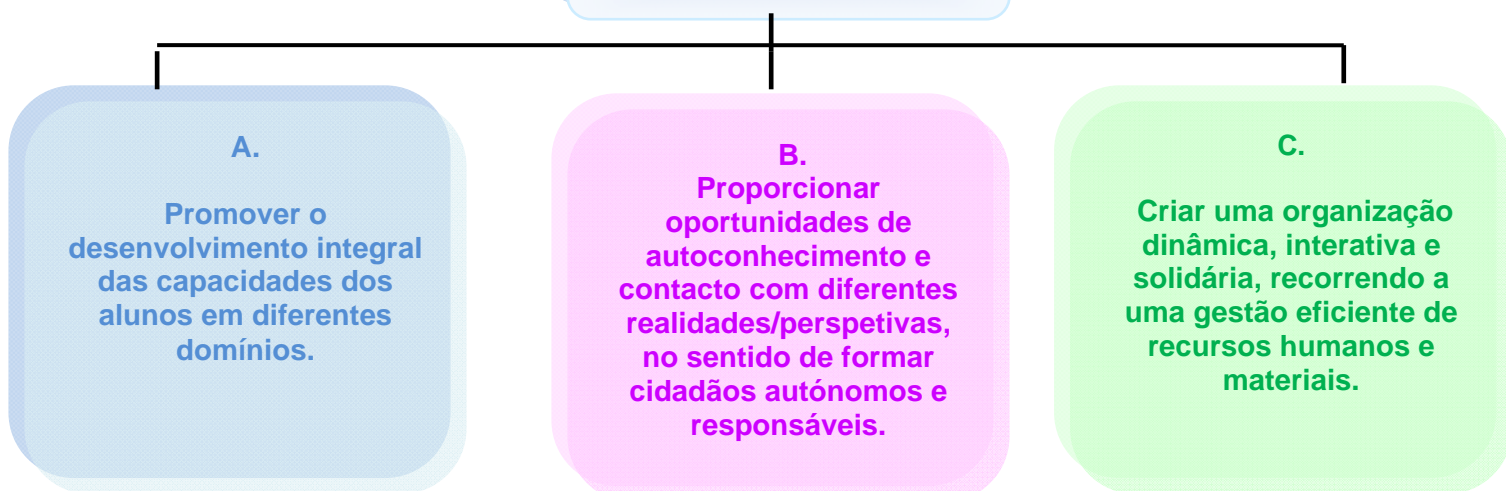 A.
Promover o
desenvolvimento integral
das capacidades dos
alunos em diferentes
domínios.
B.
Proporcionar
oportunidades de
autoconhecimento e
contacto com diferentes
realidades/perspetivas,
no sentido de formar
cidadãos autónomos e
responsáveis.
C.
Criar uma organização
dinâmica, interativa e
solidária, recorrendo a
uma gestão eficiente de
recursos humanos e
materiais.